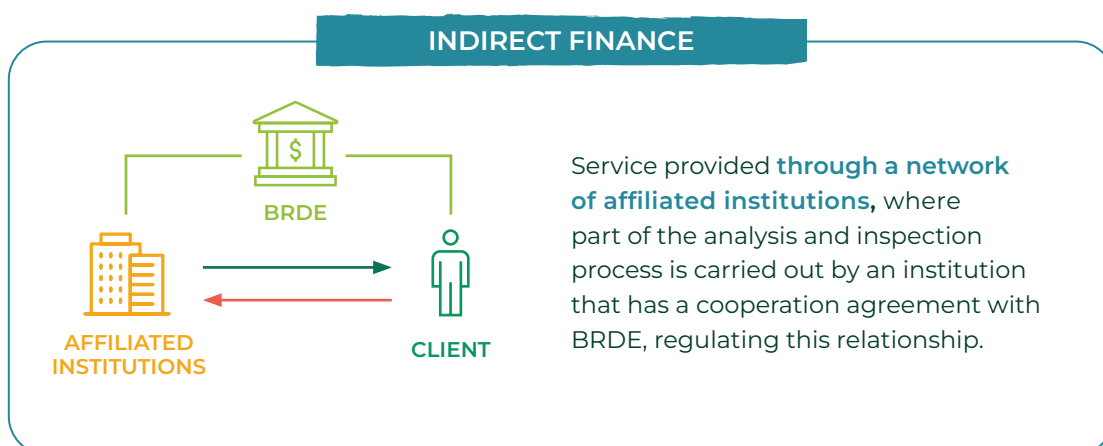 INDIRECT FINANCE
$
BRDE
AFFILIATED
INSTITUTIONS
CLIENT
Service provided through a network
of affiliated institutions, where
part of the analysis and inspection
process is carried out by an institution
that has a cooperation agreement with
BRDE, regulating this relationship.